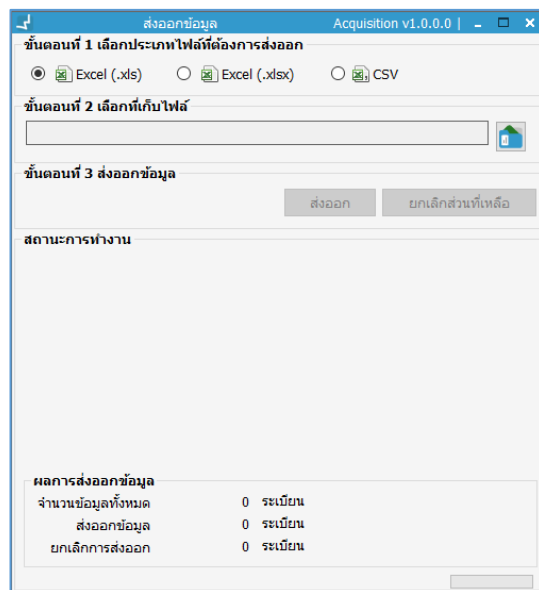 ส่งออกข้อมูล Acquisition v1.0.0.0 |
ขั้นตอนที่ 1 เลือกประเภทไฟล์ที่ต้องการส่งออก
Excel (.xls) Excel (.xlsx) CSV
ขั้นตอนที่ 2 เลือกที่เก็บไฟล์
ขั้นตอนที่ 3 ส่งออกข้อมูล
ส่งออก ยกเลิกส่วนที่เหลือ
สถานะการทำงาน
ผลการส่งออกข้อมูล
จำนวนข้อมูลทั้งหมด 0 ระเบียน
ส่งออกข้อมูล 0 ระเบียน
ยกเลิกการส่งออก 0 ระเบียน